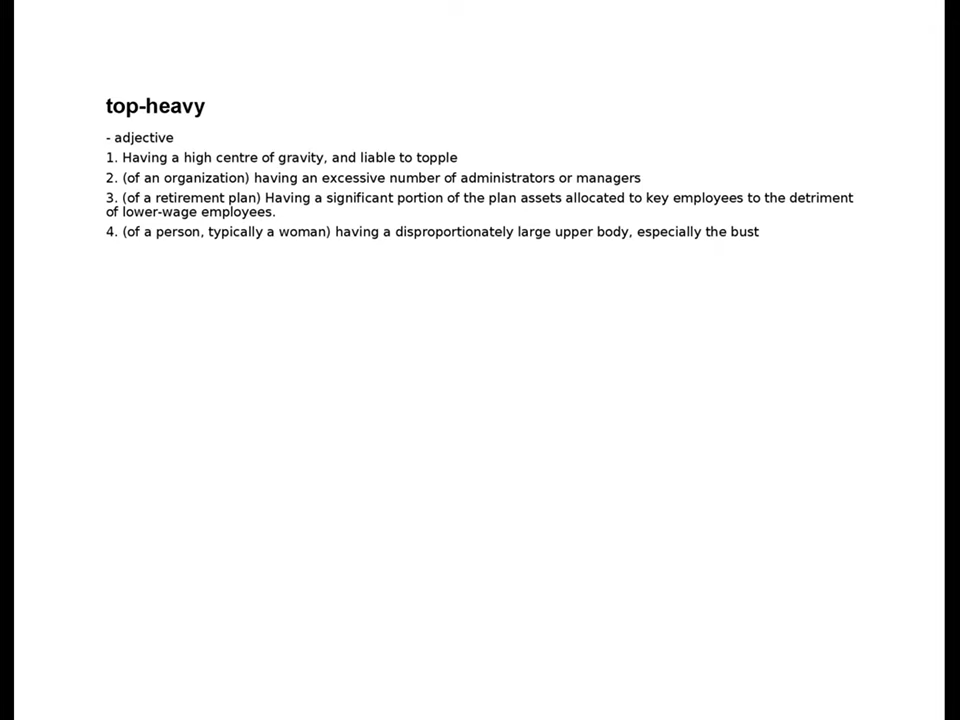 top-heavy
- adjective
1. Having a high centre of gravity, and liable to topple
2. (of an organization) having an excessive number of administrators or managers
3. (of a retirement plan) Having a significant portion of the plan assets allocated to key employees to the detriment
of lower-wage employees.
4. (of a person, typically a woman) having a disproportionately large upper body, especially the bust